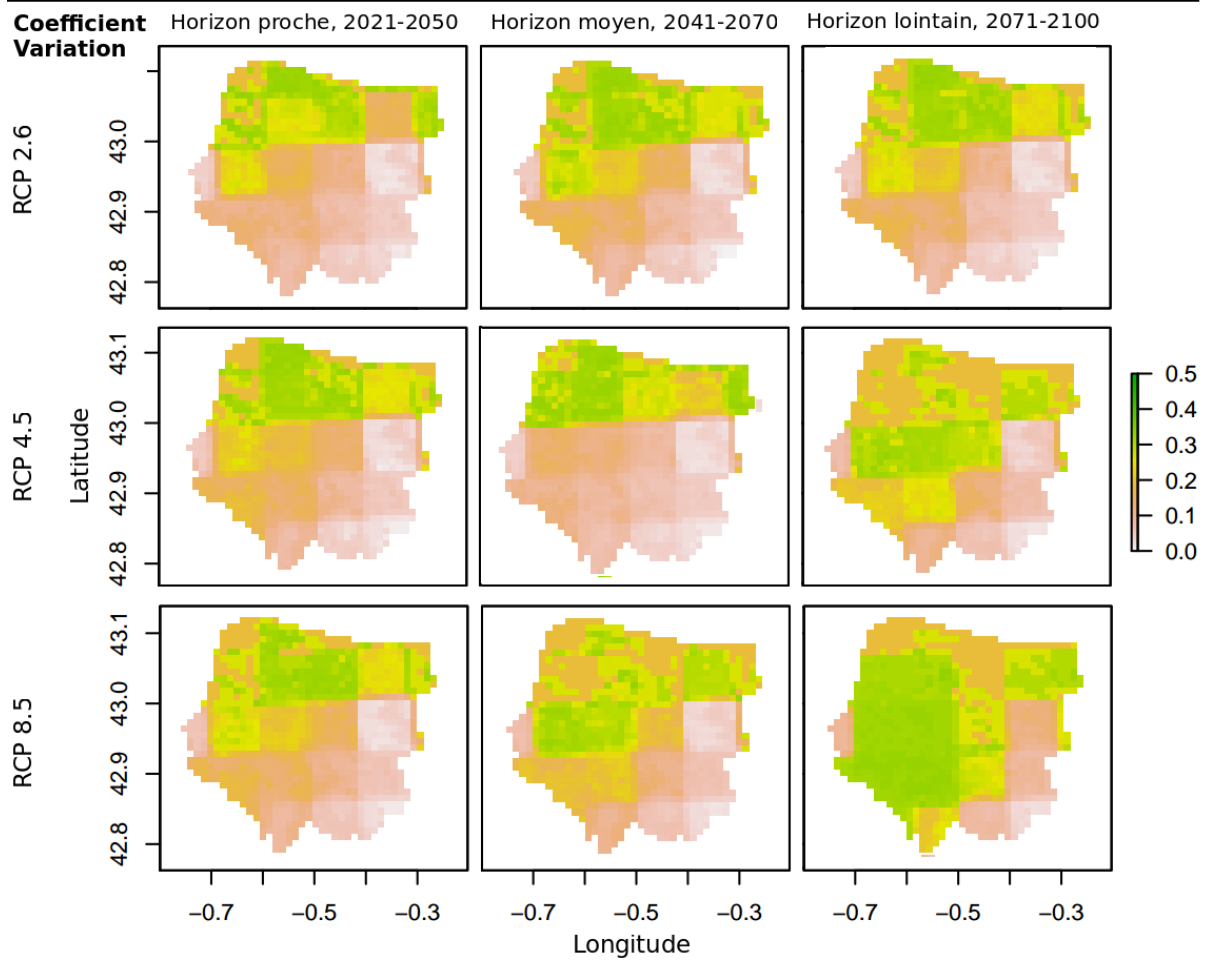 Coefficient
Variation
Horizon proche, 2021-2050
Horizon moyen, 2041-2070
Horizon lointain, 2071-2100
RCP 2.6
43.0
42.9
42.8
RCP 4.5
Latitude
43.1
43.0
42.9
42.8
0.5
0.4
0.3
0.2
0.1
0.0
RCP 8.5
43.1
43.0
42.9
42.8
−0.7 −0.5 −0.3
−0.7 −0.5 −0.3
−0.7 −0.5 −0.3
Longitude